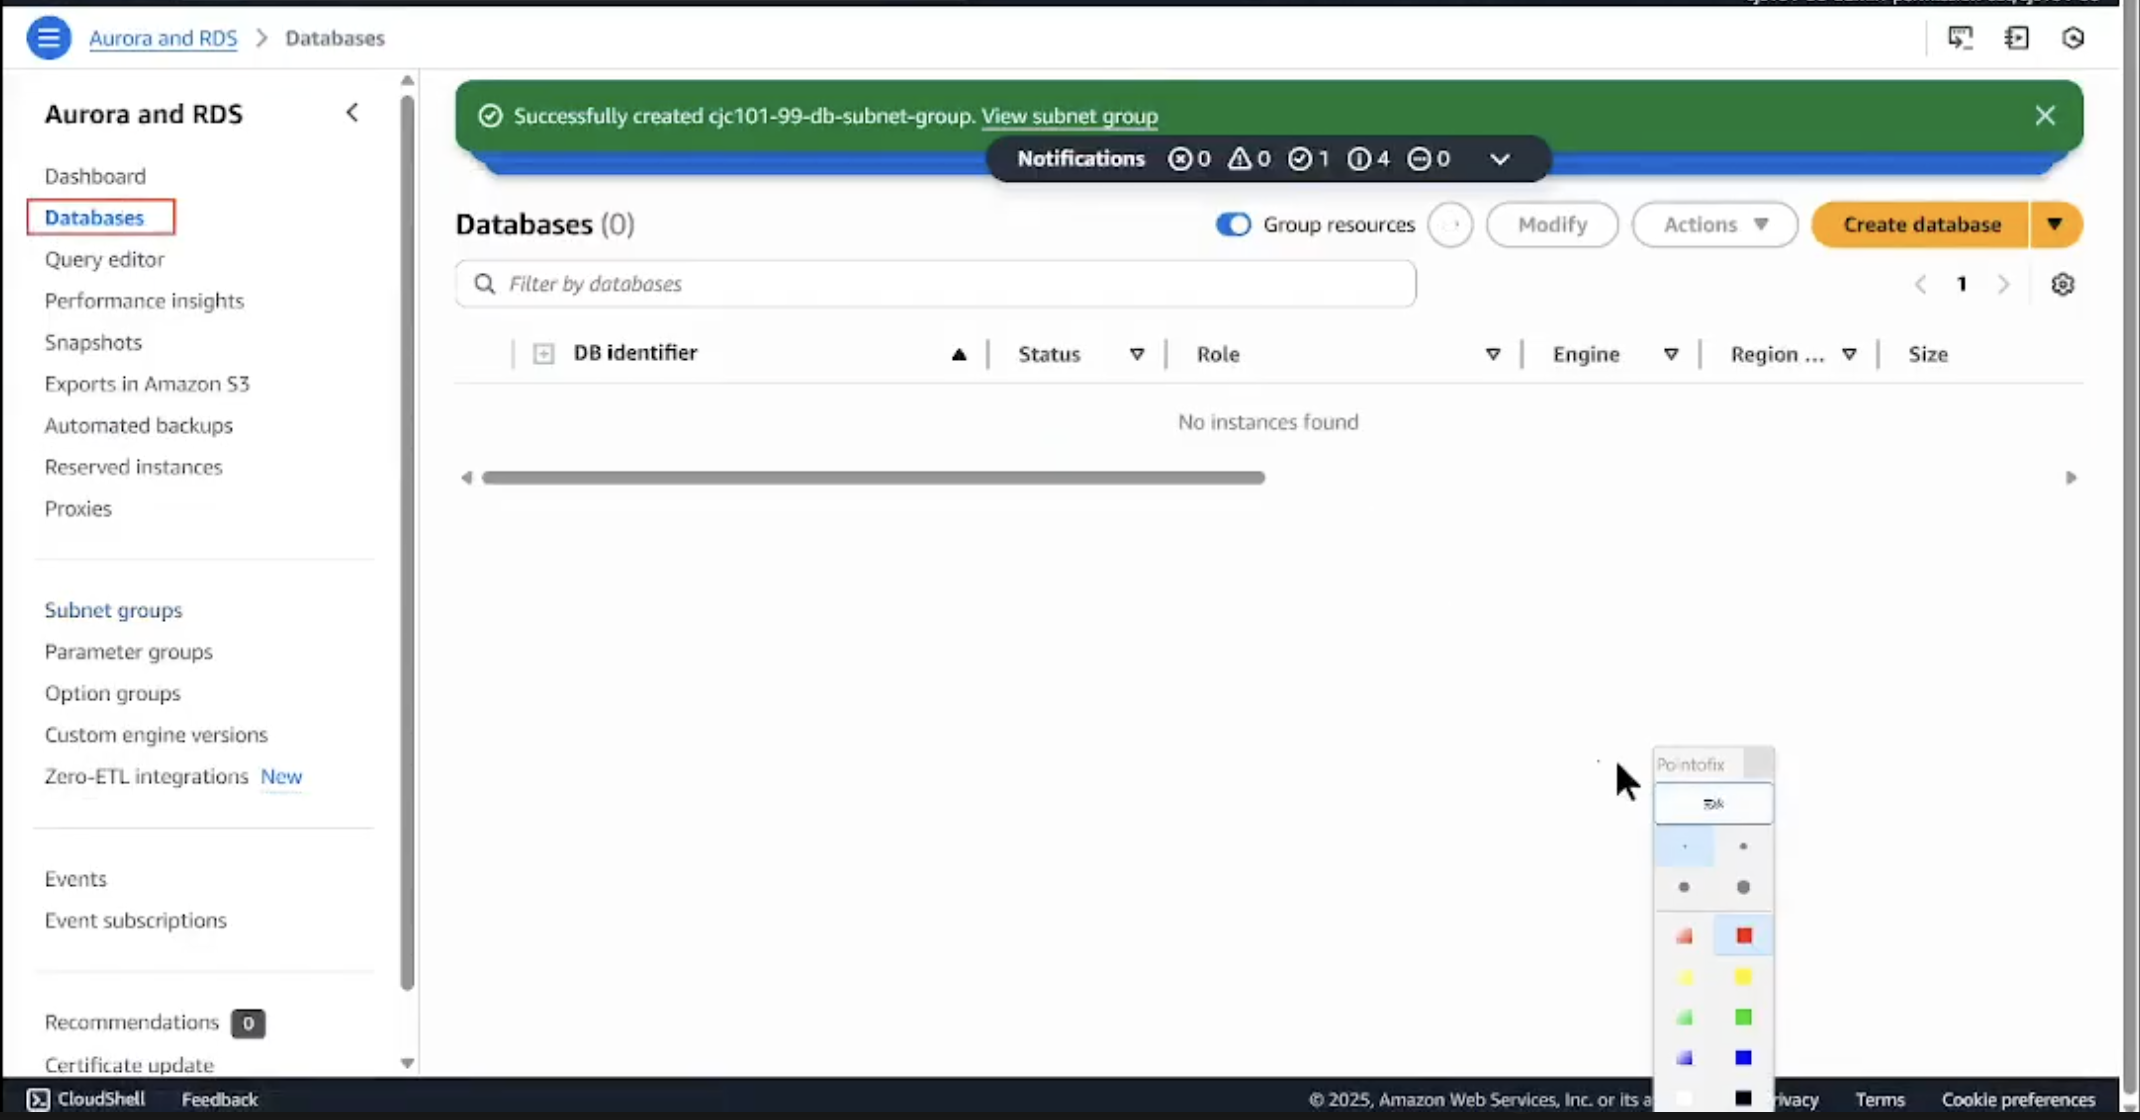 Aurora and RDS > Databases
Aurora and RDS
Dashboard
Databases
Query editor
Performance insights
Snapshots
Exports in Amazon S3
Automated backups
Reserved instances
Proxies
Subnet groups
Parameter groups
Option groups
Custom engine versions
Zero-ETL integrations New
Events
Event subscriptions
Recommendations 0
Certificate update
Successfully created cjc101-99-db-subnet-group. View subnet group
Notifications 0 0 1 4 0
Databases (0)
Group resources
Modify
Actions
Create database
Filter by databases
1
DB identifier Status Role Engine Region ... Size
No instances found
Pointofix
CloudShell Feedback
© 2025, Amazon Web Services, Inc. or its
Terms Cookie preferences